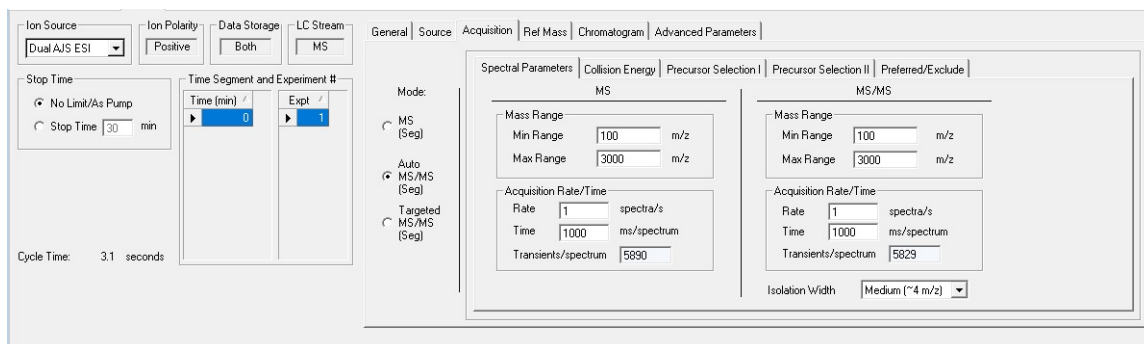 Ion Source
Dual AJS ESI
Ion Polarity
Positive
Data Storage
Both
LC Stream
MS
Stop Time
No Limit/As Pump
Stop Time 30 min
Time Segment and Experiment #
Time (min)
0
Expt
1
Cycle Time: 3.1 seconds
General Source Acquisition Ref Mass Chromatogram Advanced Parameters
Mode:
MS
(Seg)
Auto
MS/MS
(Seg)
Targeted
MS/MS
(Seg)
Spectral Parameters Collision Energy Precursor Selection I Precursor Selection II Preferred/Exclude
MS
Mass Range
Min Range 100 m/z
Max Range 3000 m/z
Acquisition Rate/Time
Rate 1 spectra/s
Time 1000 ms/spectrum
Transients/spectrum 5890
MS/MS
Mass Range
Min Range 100 m/z
Max Range 3000 m/z
Acquisition Rate/Time
Rate 1 spectra/s
Time 1000 ms/spectrum
Transients/spectrum 5829
Isolation Width Medium (~4 m/z)